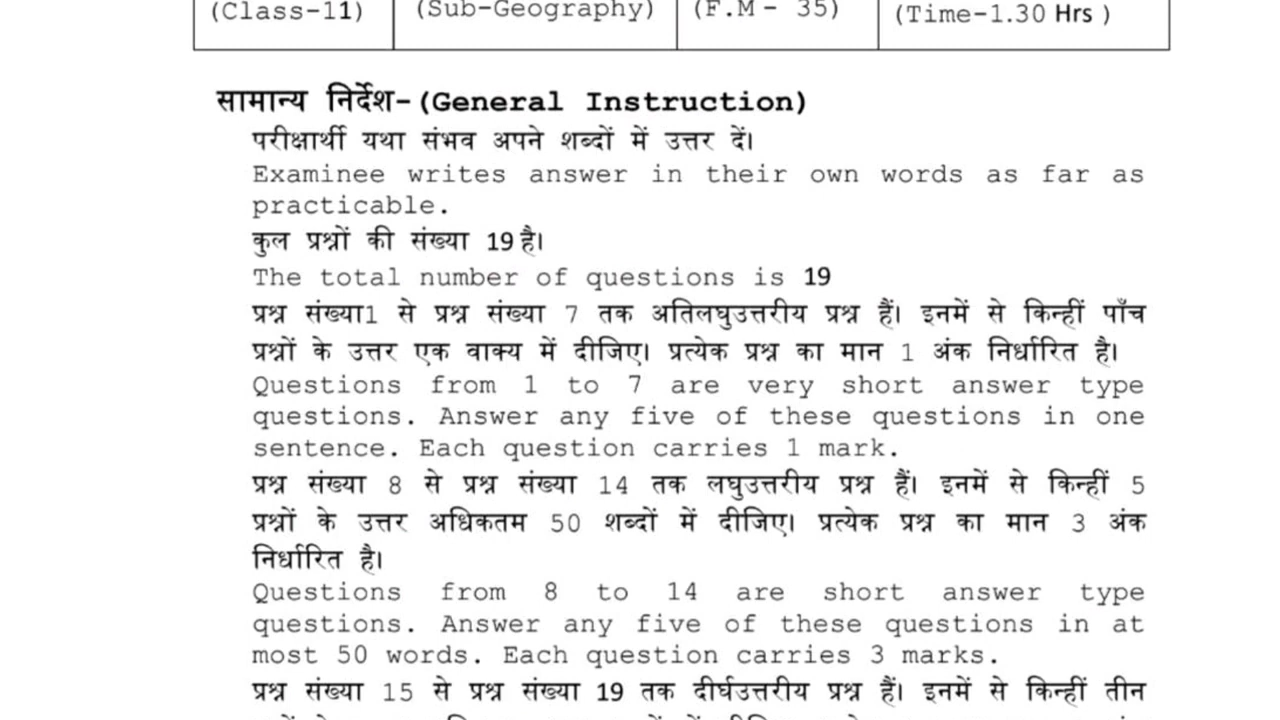 (Class-11) (Sub-Geography) (F.M - 35) (Time-1.30 Hrs )
सामान्य निर्देश-(General Instruction)
परीक्षार्थी यथा संभव अपने शब्दों में उत्तर दें।
Examinee writes answer in their own words as far as
practicable.
कुल प्रश्नों की संख्या 19 है।
The total number of questions is 19
प्रश्न संख्या1 से प्रश्न संख्या 7 तक अतिलघुउत्तरीय प्रश्न हैं। इनमें से किन्हीं पाँच
प्रश्नों के उत्तर एक वाक्य में दीजिए। प्रत्येक प्रश्न का मान 1 अंक निर्धारित है।
Questions from 1 to 7 are very short answer type
questions. Answer any five of these questions in one
sentence. Each question carries 1 mark.
प्रश्न संख्या 8 से प्रश्न संख्या 14 तक लघुउत्तरीय प्रश्न हैं। इनमें से किन्हीं 5
प्रश्नों के उत्तर अधिकतम 50 शब्दों में दीजिए। प्रत्येक प्रश्न का मान 3 अंक
निर्धारित है।
Questions from 8 to 14 are short answer type
questions. Answer any five of these questions in at
most 50 words. Each question carries 3 marks.
प्रश्न संख्या 15 से प्रश्न संख्या 19 तक दीर्घउत्तरीय प्रश्न हैं। इनमें से किन्हीं तीन